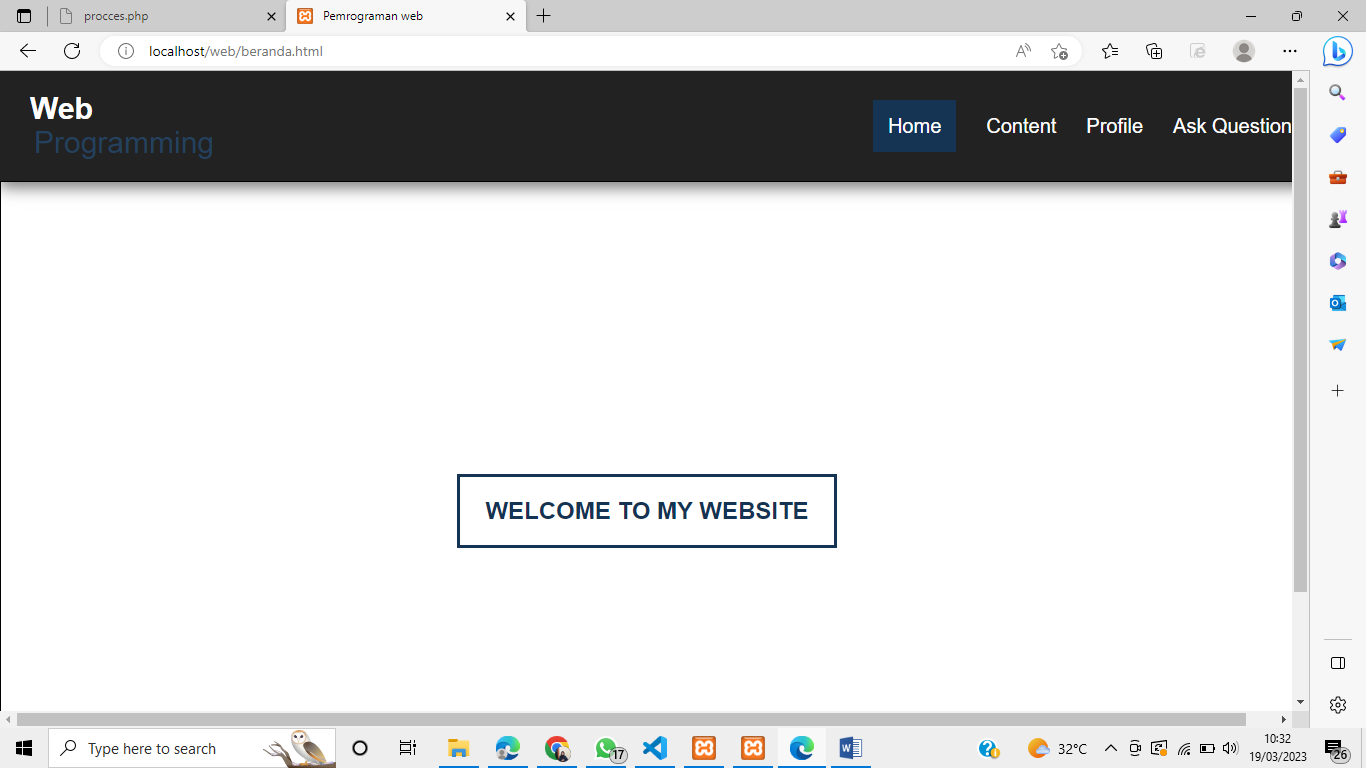 procces.php
Pemrograman web
localhost/web/beranda.html
Web
Programming
Home
Content
Profile
Ask Question
WELCOME TO MY WEBSITE
Type here to search
17
32°C
10:32
19/03/2023
26